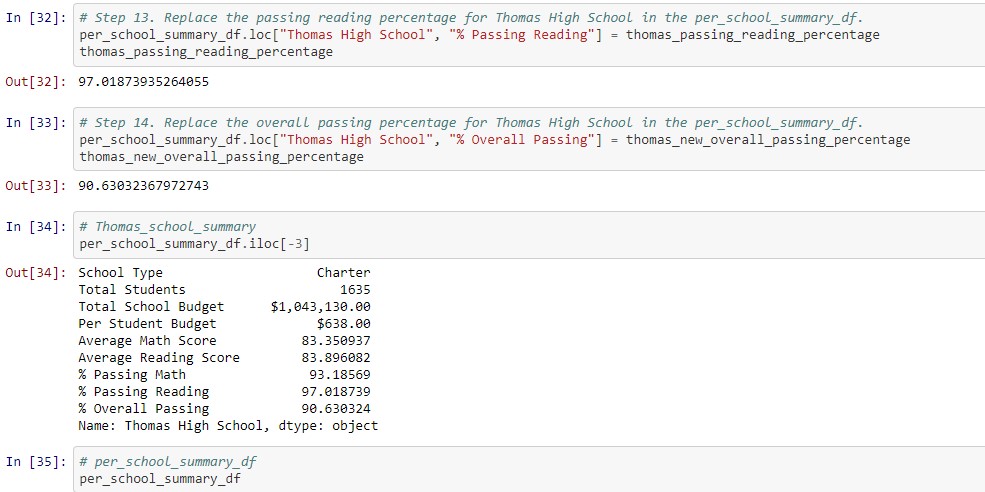 In [32]: # Step 13. Replace the passing reading percentage for Thomas High School in the per_school_summary_df.
per_school_summary_df.loc["Thomas High School", "% Passing Reading"] = thomas_passing_reading_percentage
thomas_passing_reading_percentage
Out[32]: 97.01873935264055
In [33]: # Step 14. Replace the overall passing percentage for Thomas High School in the per_school_summary_df.
per_school_summary_df.loc["Thomas High School", "% Overall Passing"] = thomas_new_overall_passing_percentage
thomas_new_overall_passing_percentage
Out[33]: 90.63032367972743
In [34]: # Thomas_school_summary
per_school_summary_df.iloc[-3]
Out[34]: School Type Charter
Total Students 1635
Total School Budget $1,043,130.00
Per Student Budget $638.00
Average Math Score 83.350937
Average Reading Score 83.896082
% Passing Math 93.18569
% Passing Reading 97.018739
% Overall Passing 90.630324
Name: Thomas High School, dtype: object
In [35]: # per_school_summary_df
per_school_summary_df